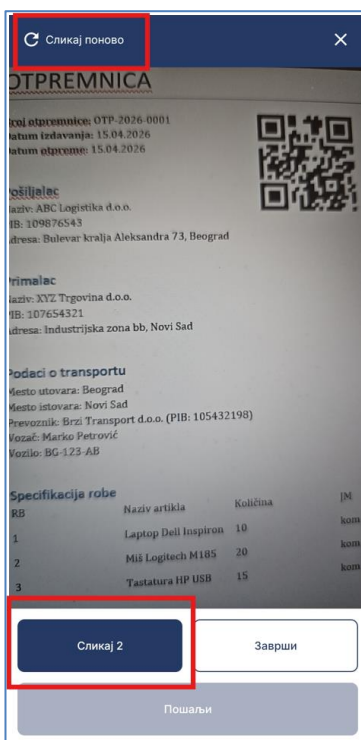 Сликај поново
OTPREMNICA
Broj otpremnice: OTP-2026-0001
Datum izdavanja: 15.04.2026
Datum otpreme: 15.04.2026
Pošiljalac
Naziv: ABC Logistika d.o.o.
PIB: 109876543
Adresa: Bulevar kralja Aleksandra 73, Beograd
Primalac
Naziv: XYZ Trgovina d.o.o.
PIB: 107654321
Adresa: Industrijska zona bb, Novi Sad
Podaci o transportu
Mesto utovara: Beograd
Mesto istovara: Novi Sad
Prevoznik: Brzi Transport d.o.o. (PIB: 105432198)
Vozač: Marko Petrović
Vozilo: BG-123-AB
Specifikacija robe
RB Naziv artikla Količina JM
1 Laptop Dell Inspiron 10 kom
2 Miš Logitech M185 20 kom
3 Tastatura HP USB 15 kom
Сликај 2
Заврши
Пошаљи